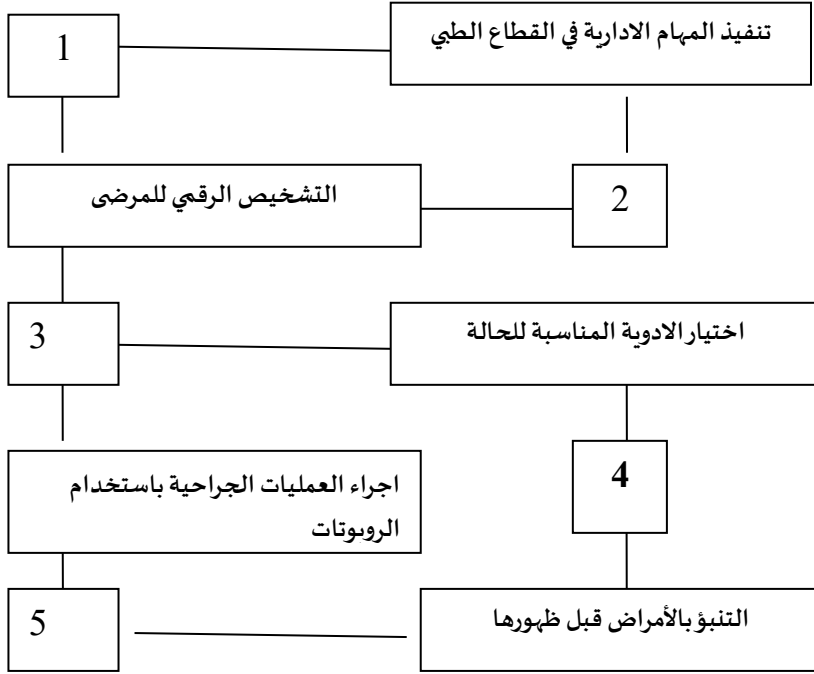 1
تنفيذ المهام الادارية في القطاع الطبي
2
التشخيص الرقمي للمرضى
3
اختيار الادوية المناسبة للحالة
4
اجراء العمليات الجراحية باستخدام
الروبوتات
5
التنبؤ بالأمراض قبل ظهورها